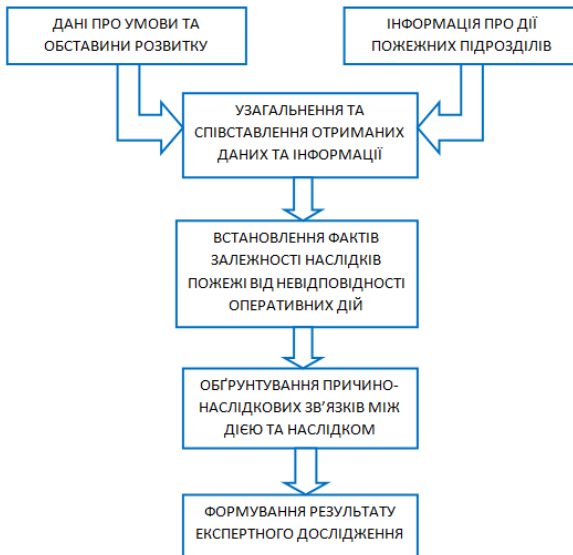 ДАНІ ПРО УМОВИ ТА
ОБСТАВИНИ РОЗВИТКУ
ІНФОРМАЦІЯ ПРО ДІЇ
ПОЖЕЖНИХ ПІДРОЗДІЛІВ
УЗАГАЛЬНЕННЯ ТА
СПІВСТАВЛЕННЯ ОТРИМАНИХ
ДАНИХ ТА ІНФОРМАЦІЇ
ВСТАНОВЛЕННЯ ФАКТІВ
ЗАЛЕЖНОСТІ НАСЛІДКІВ
ПОЖЕЖІ ВІД НЕВІДПОВІДНОСТІ
ОПЕРАТИВНИХ ДІЙ
ОБҐРУНТУВАННЯ ПРИЧИНО-
НАСЛІДКОВИХ ЗВ’ЯЗКІВ МІЖ
ДІЄЮ ТА НАСЛІДКОМ
ФОРМУВАННЯ РЕЗУЛЬТАТУ
ЕКСПЕРТНОГО ДОСЛІДЖЕННЯ